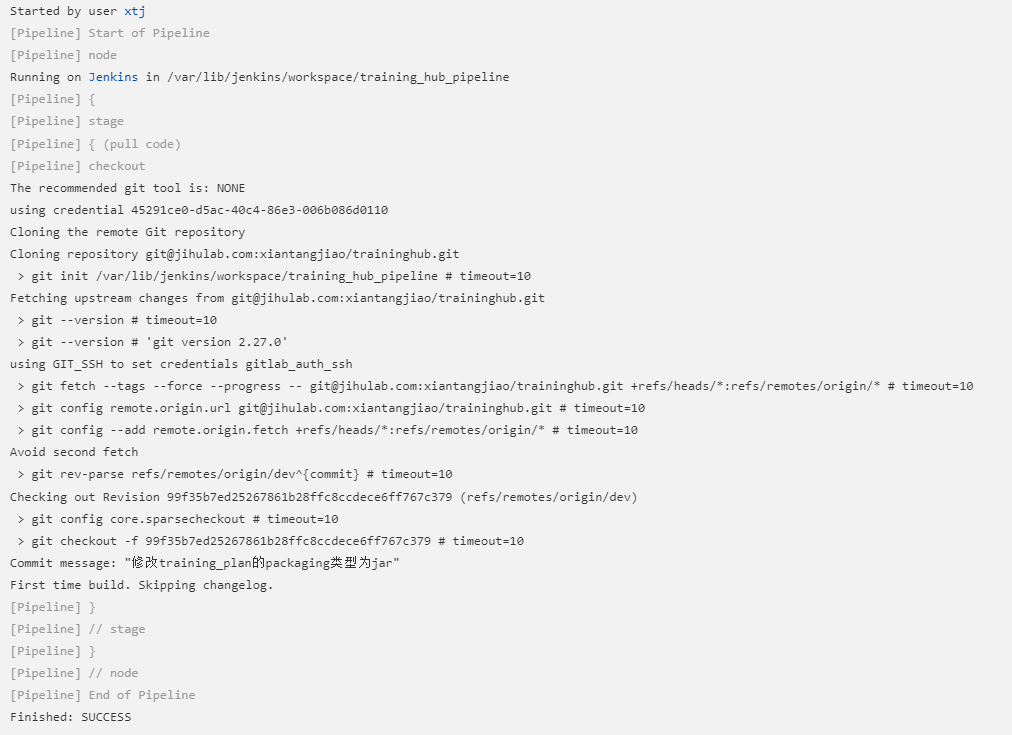 Started by user xtj
[Pipeline] Start of Pipeline
[Pipeline] node
Running on Jenkins in /var/lib/jenkins/workspace/training_hub_pipeline
[Pipeline] {
[Pipeline] stage
[Pipeline] { (pull code)
[Pipeline] checkout
The recommended git tool is: NONE
using credential 45291ce0-d5ac-40c4-86e3-006b086d0110
Cloning the remote Git repository
Cloning repository git@jihulab.com:xiantangjiao/traininghub.git
 > git init /var/lib/jenkins/workspace/training_hub_pipeline # timeout=10
Fetching upstream changes from git@jihulab.com:xiantangjiao/traininghub.git
 > git --version # timeout=10
 > git --version # 'git version 2.27.0'
using GIT_SSH to set credentials gitlab_auth_ssh
 > git fetch --tags --force --progress -- git@jihulab.com:xiantangjiao/traininghub.git +refs/heads/*:refs/remotes/origin/* # timeout=10
 > git config remote.origin.url git@jihulab.com:xiantangjiao/traininghub.git # timeout=10
 > git config --add remote.origin.fetch +refs/heads/*:refs/remotes/origin/* # timeout=10
Avoid second fetch
 > git rev-parse refs/remotes/origin/dev^{commit} # timeout=10
Checking out Revision 99f35b7ed25267861b28ffc8ccdece6ff767c379 (refs/remotes/origin/dev)
 > git config core.sparsecheckout # timeout=10
 > git checkout -f 99f35b7ed25267861b28ffc8ccdece6ff767c379 # timeout=10
Commit message: "修改training_plan的packaging类型为jar"
First time build. Skipping changelog.
[Pipeline] }
[Pipeline] // stage
[Pipeline] }
[Pipeline] // node
[Pipeline] End of Pipeline
Finished: SUCCESS